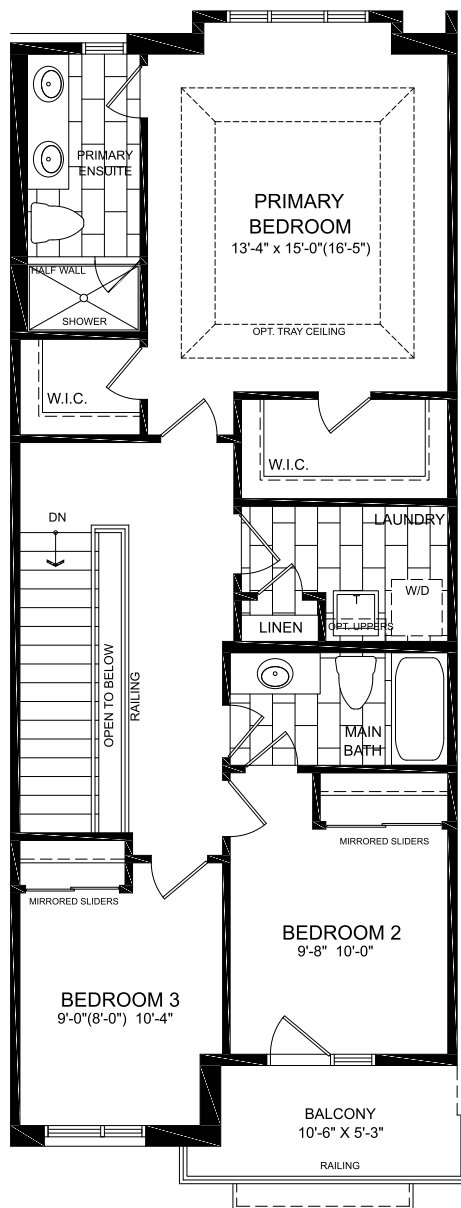 PRIMARY
ENSUITE
PRIMARY
BEDROOM
13'-4" x 15'-0"(16'-5")
HALF WALL
SHOWER
OPT. TRAY CEILING
W.I.C.
W.I.C.
DN
LAUNDRY
W/D
LINEN
OPT. UPPERS
OPEN TO BELOW
RAILING
MAIN
BATH
MIRRORED SLIDERS
MIRRORED SLIDERS
BEDROOM 2
9'-8" 10'-0"
BEDROOM 3
9'-0"(8'-0") 10'-4"
BALCONY
10'-6" X 5'-3"
RAILING